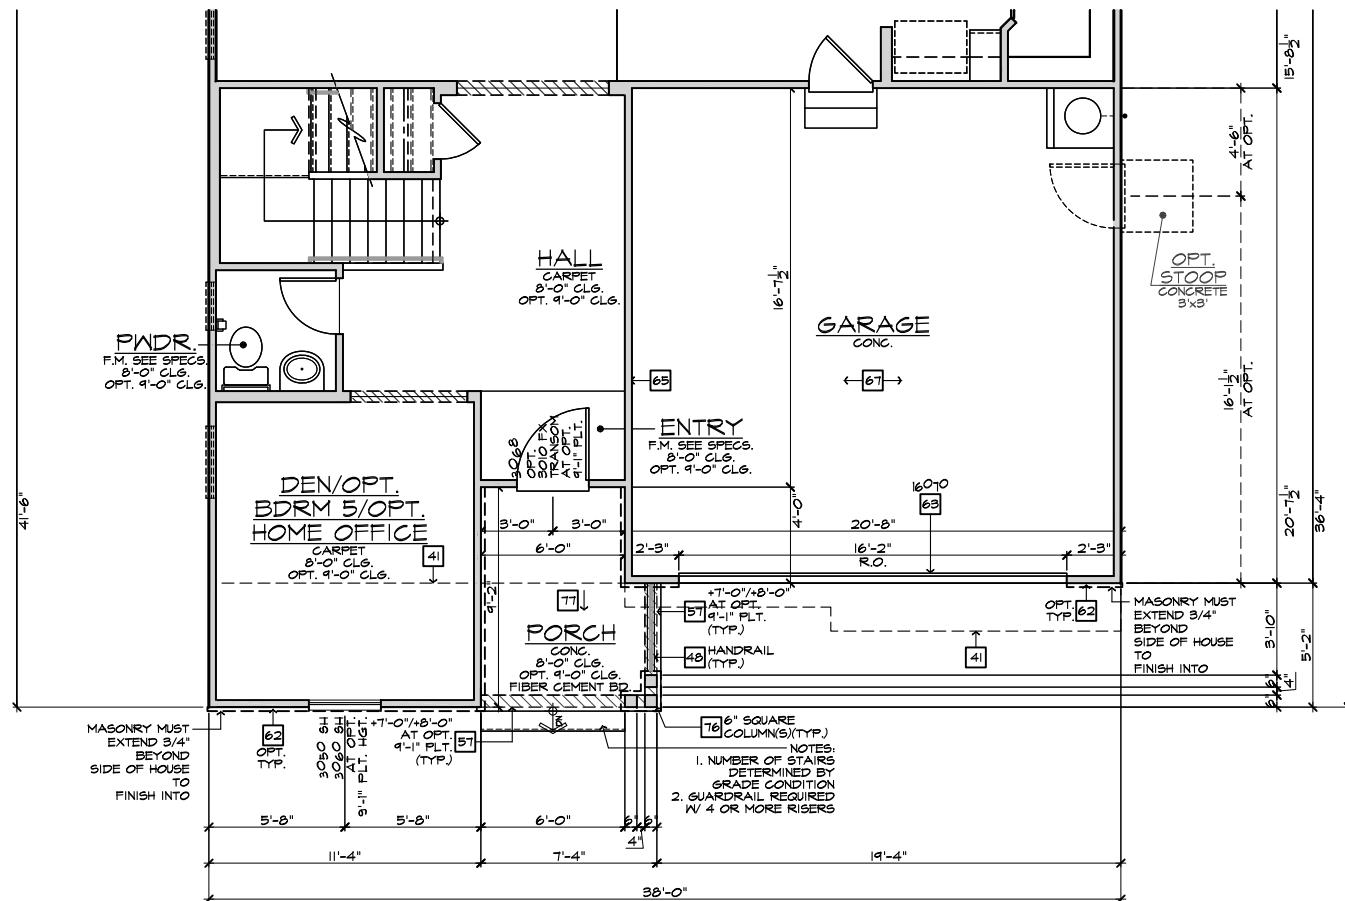 15'-8½"
4'-6"
AT OPT.
HALL
CARPET
8'-0" CLG.
OPT. 9'-0" CLG.
16'-7½"
OPT.
STOOP
CONCRETE
3'x3'
GARAGE
CONC.
PWDR.
F.M. SEE SPECS.
8'-0" CLG.
OPT. 9'-0" CLG.
65
67
16'-1½"
AT OPT.
ENTRY
F.M. SEE SPECS.
8'-0" CLG.
OPT. 9'-0" CLG.
3068
OPT.
3010 FX
TRANSOM
AT OPT.
9'-1" PLT.
DEN/OPT.
BDRM 5/OPT.
HOME OFFICE
CARPET
8'-0" CLG.
OPT. 9'-0" CLG.
41
41'-6"
16070
63
4'-0"
20'-7½"
36'-4"
3'-0"
3'-0"
20'-8"
6'-0"
2'-3"
16'-2"
R.O.
2'-3"
9'-2"
77
PORCH
CONC.
8'-0" CLG.
OPT. 9'-0" CLG.
FIBER CEMENT BD.
57
+7'-0"/+8'-0"
AT OPT.
9'-1" PLT.
(TYP.)
48
HANDRAIL
(TYP.)
OPT.
TYP.
62
MASONRY MUST
EXTEND 3/4"
BEYOND
SIDE OF HOUSE
TO
FINISH INTO
41
3'-10"
5'-2"
6"
4"
6"
MASONRY MUST
EXTEND 3/4"
BEYOND
SIDE OF HOUSE
TO
FINISH INTO
62
OPT.
TYP.
3050 SH
3060 SH
AT OPT.
9'-1" PLT. HGT.
+7'-0"/+8'-0"
AT OPT.
9'-1" PLT.
(TYP.)
57
76
6" SQUARE
COLUMN(S)(TYP.)
NOTES:
1. NUMBER OF STAIRS
DETERMINED BY
GRADE CONDITION
2. GUARDRAIL REQUIRED
W/ 4 OR MORE RISERS
5'-8"
5'-8"
6'-0"
6"
6"
4"
11'-4"
7'-4"
19'-4"
38'-0"